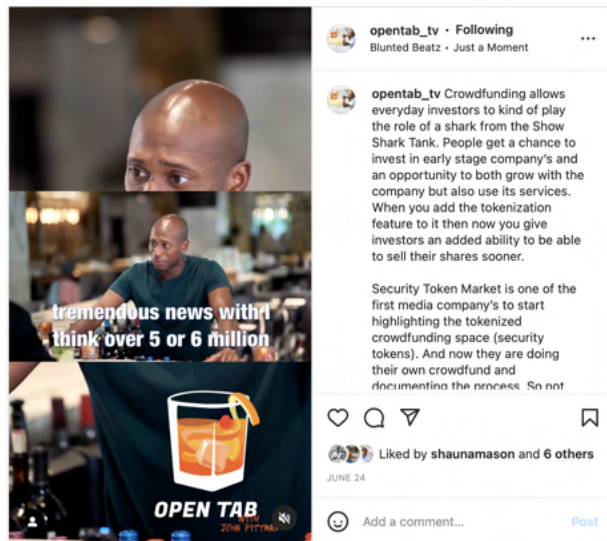 tremendous news with I
think over 5 or 6 million
OPEN TAB
WITH
JOHN PITTMAN
opentab_tv • Following
Blunted Beatz • Just a Moment
opentab_tv Crowdfunding allows
everyday investors to kind of play
the role of a shark from the Show
Shark Tank. People get a chance to
invest in early stage company's and
an opportunity to both grow with the
company but also use its services.
When you add the tokenization
feature to it then now you give
investors an added ability to be able
to sell their shares sooner.
Security Token Market is one of the
first media company's to start
highlighting the tokenized
crowdfunding space (security
tokens). And now they are doing
their own crowdfund and
documenting the process. So not
Liked by shaunamason and 6 others
JUNE 24
Add a comment...
Post